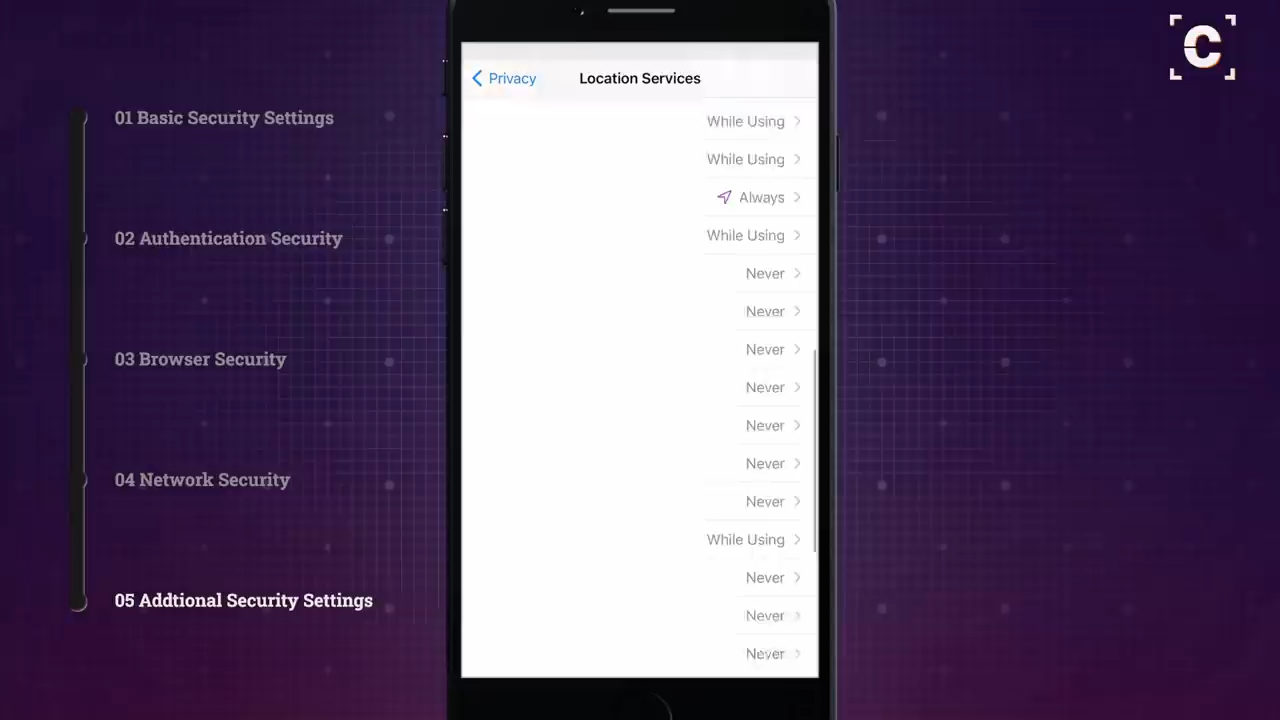 C
Privacy
Location Services
While Using
While Using
Always
While Using
Never
Never
Never
Never
Never
Never
Never
While Using
Never
Never
Never
01 Basic Security Settings
02 Authentication Security
03 Browser Security
04 Network Security
05 Addtional Security Settings